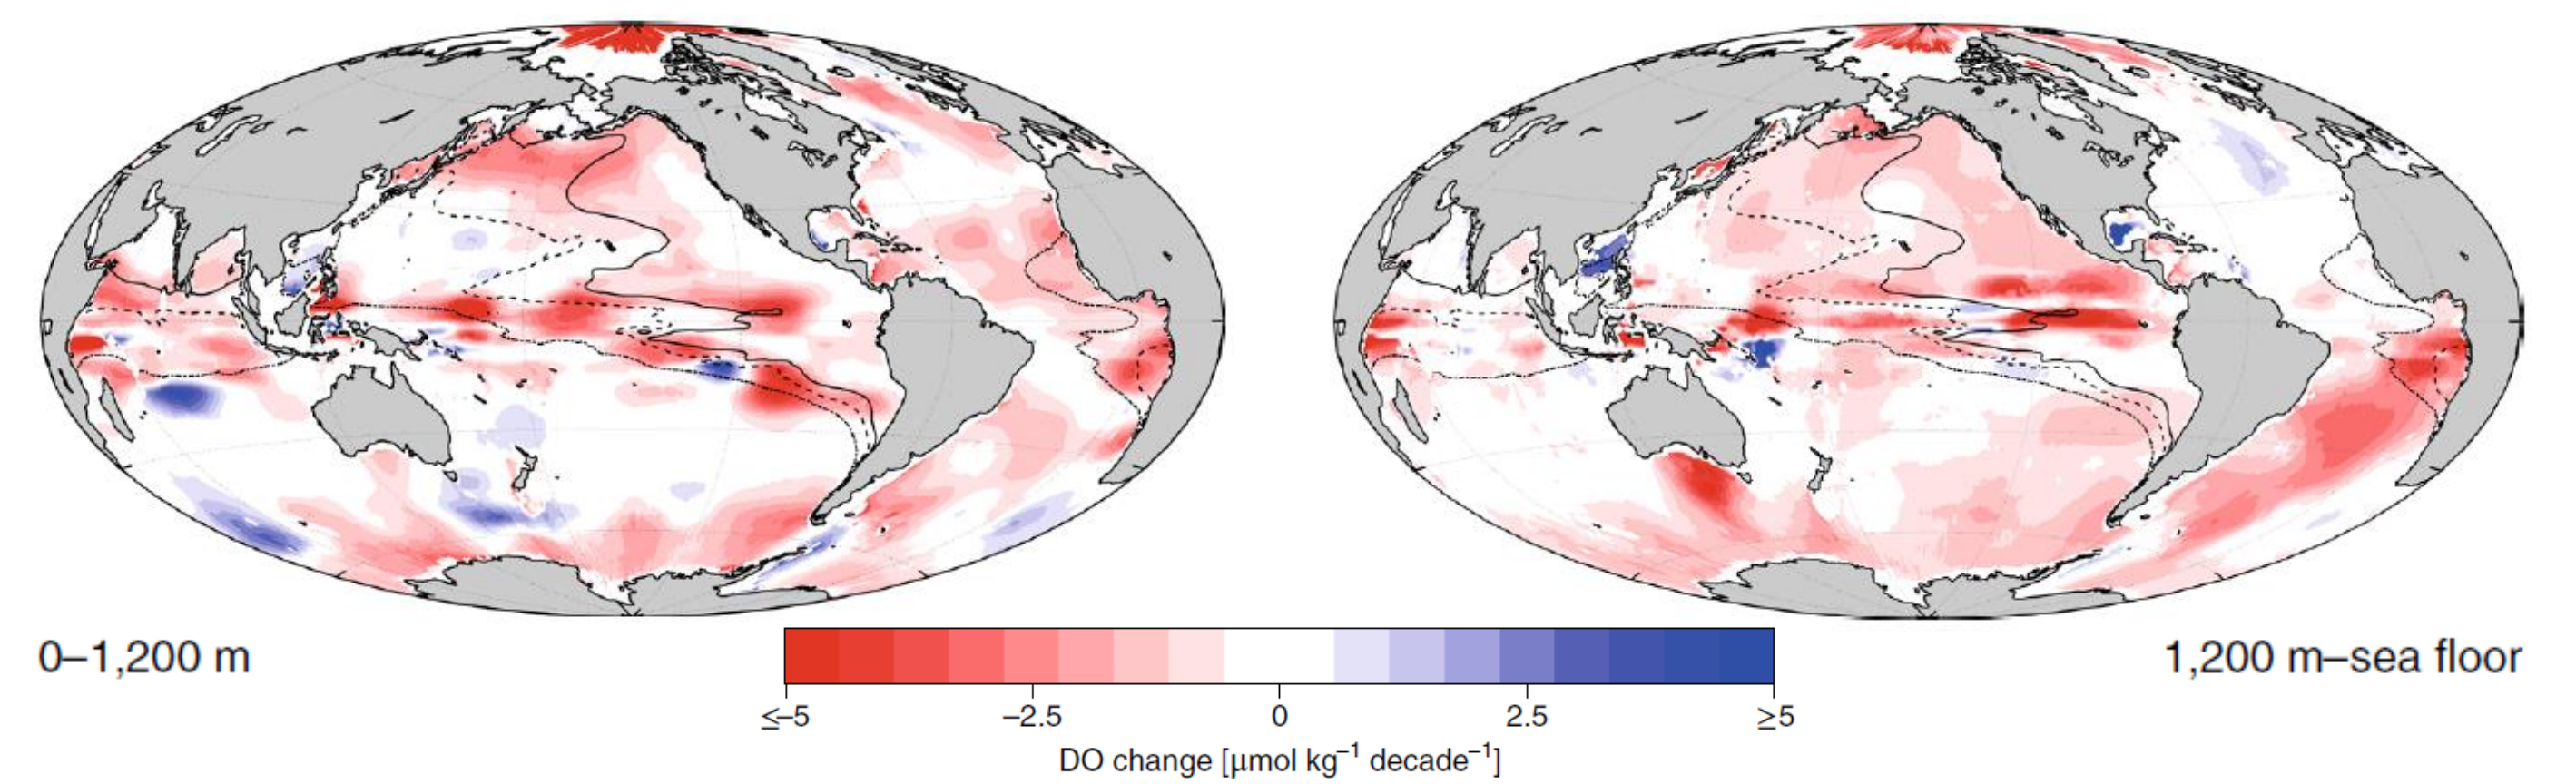 0–1,200 m
1,200 m–sea floor
≤–5 –2.5 0 2.5 ≥5
DO change [µmol kg⁻¹ decade⁻¹]